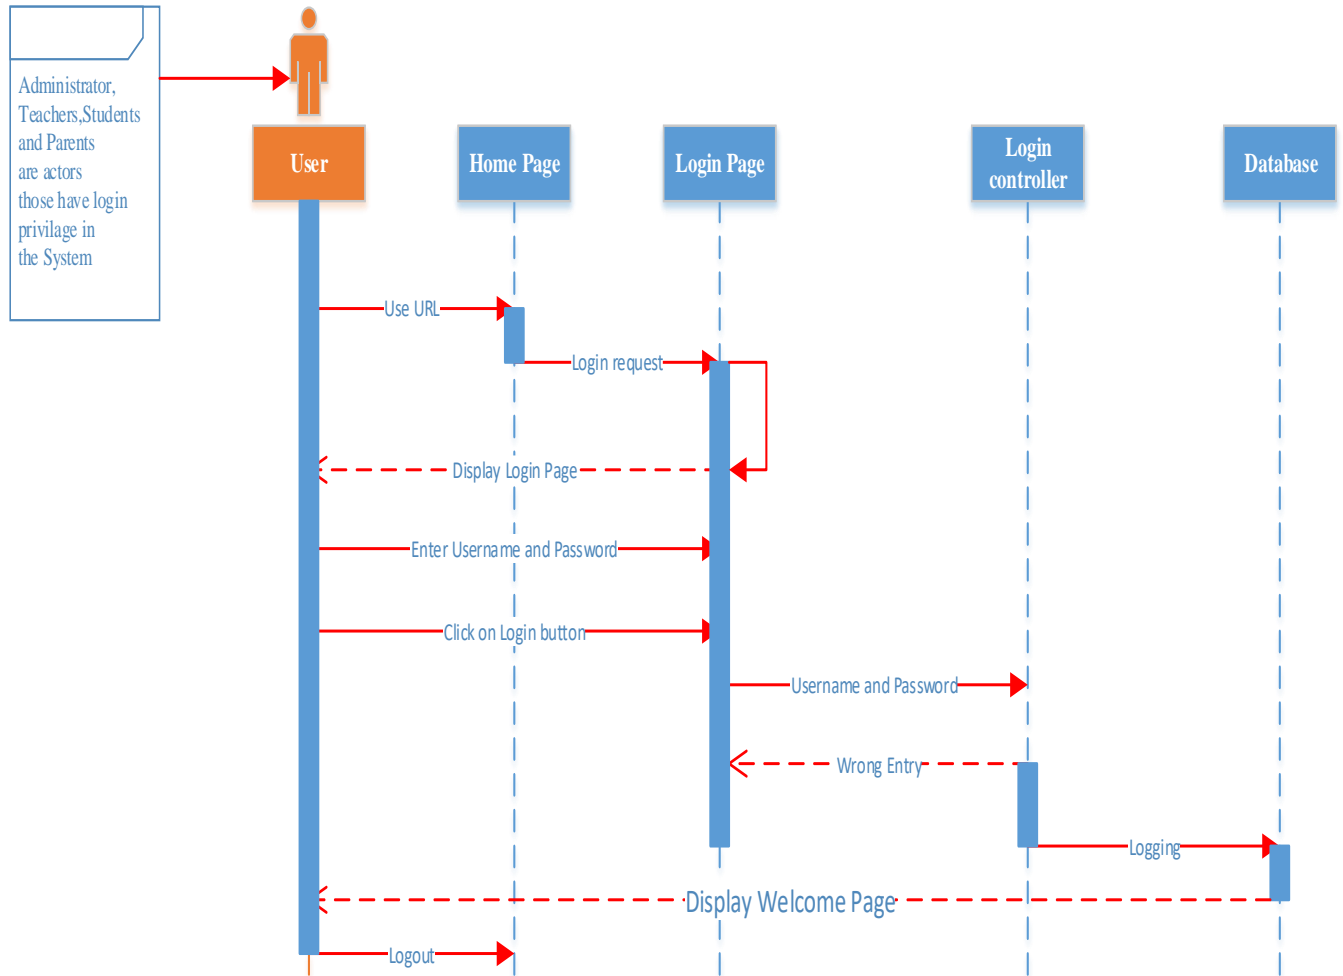 Administrator,
Teachers,Students
and Parents
are actors
those have login
privilage in
the System
User
Home Page
Login Page
Login
controller
Database
Use URL
Login request
Display Login Page
Enter Username and Password
Click on Login button
Username and Password
Wrong Entry
Logging
Display Welcome Page
Logout